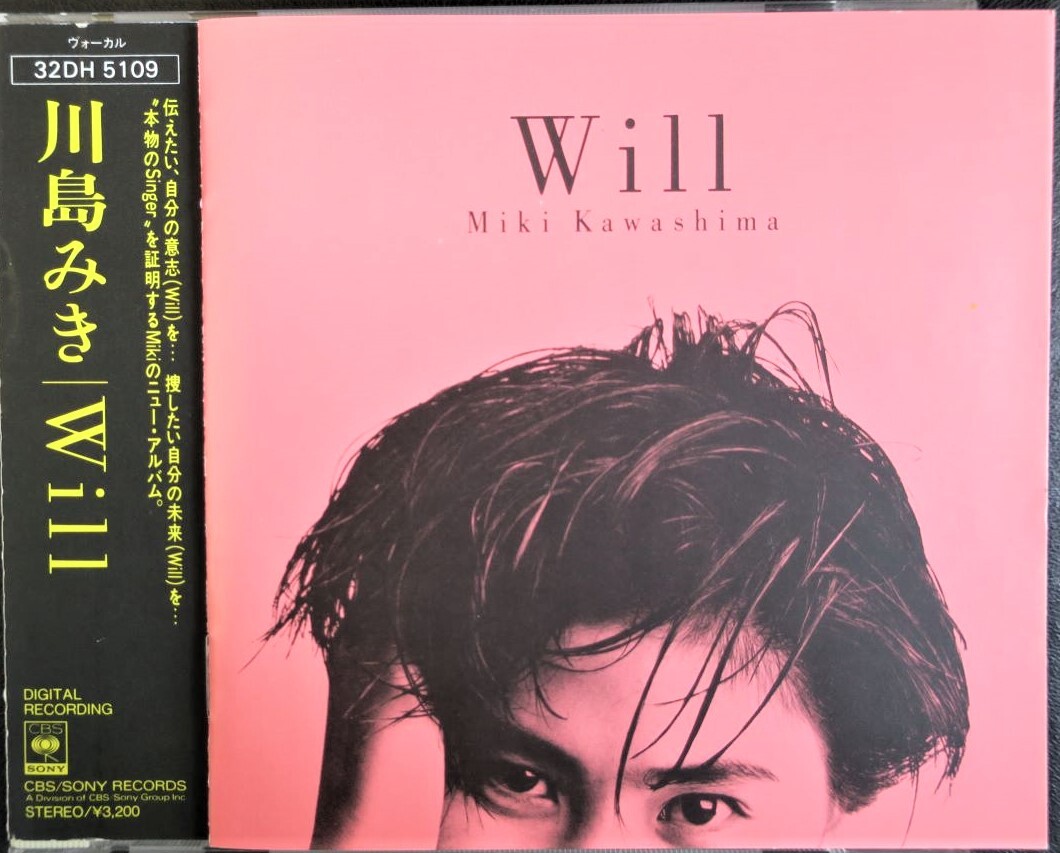 ヴォーカル
32DH 5109
川島みき|Will
伝えたい、自分の意志(Will)を… 捜したい自分の未来(Will)を…
“本物のSinger”を証明するMikiのニュー・アルバム。
DIGITAL
RECORDING
CBS
SONY
CBS/SONY RECORDS
A Division of CBS/Sony Group Inc
STEREO/¥3,200
Will
Miki Kawashima